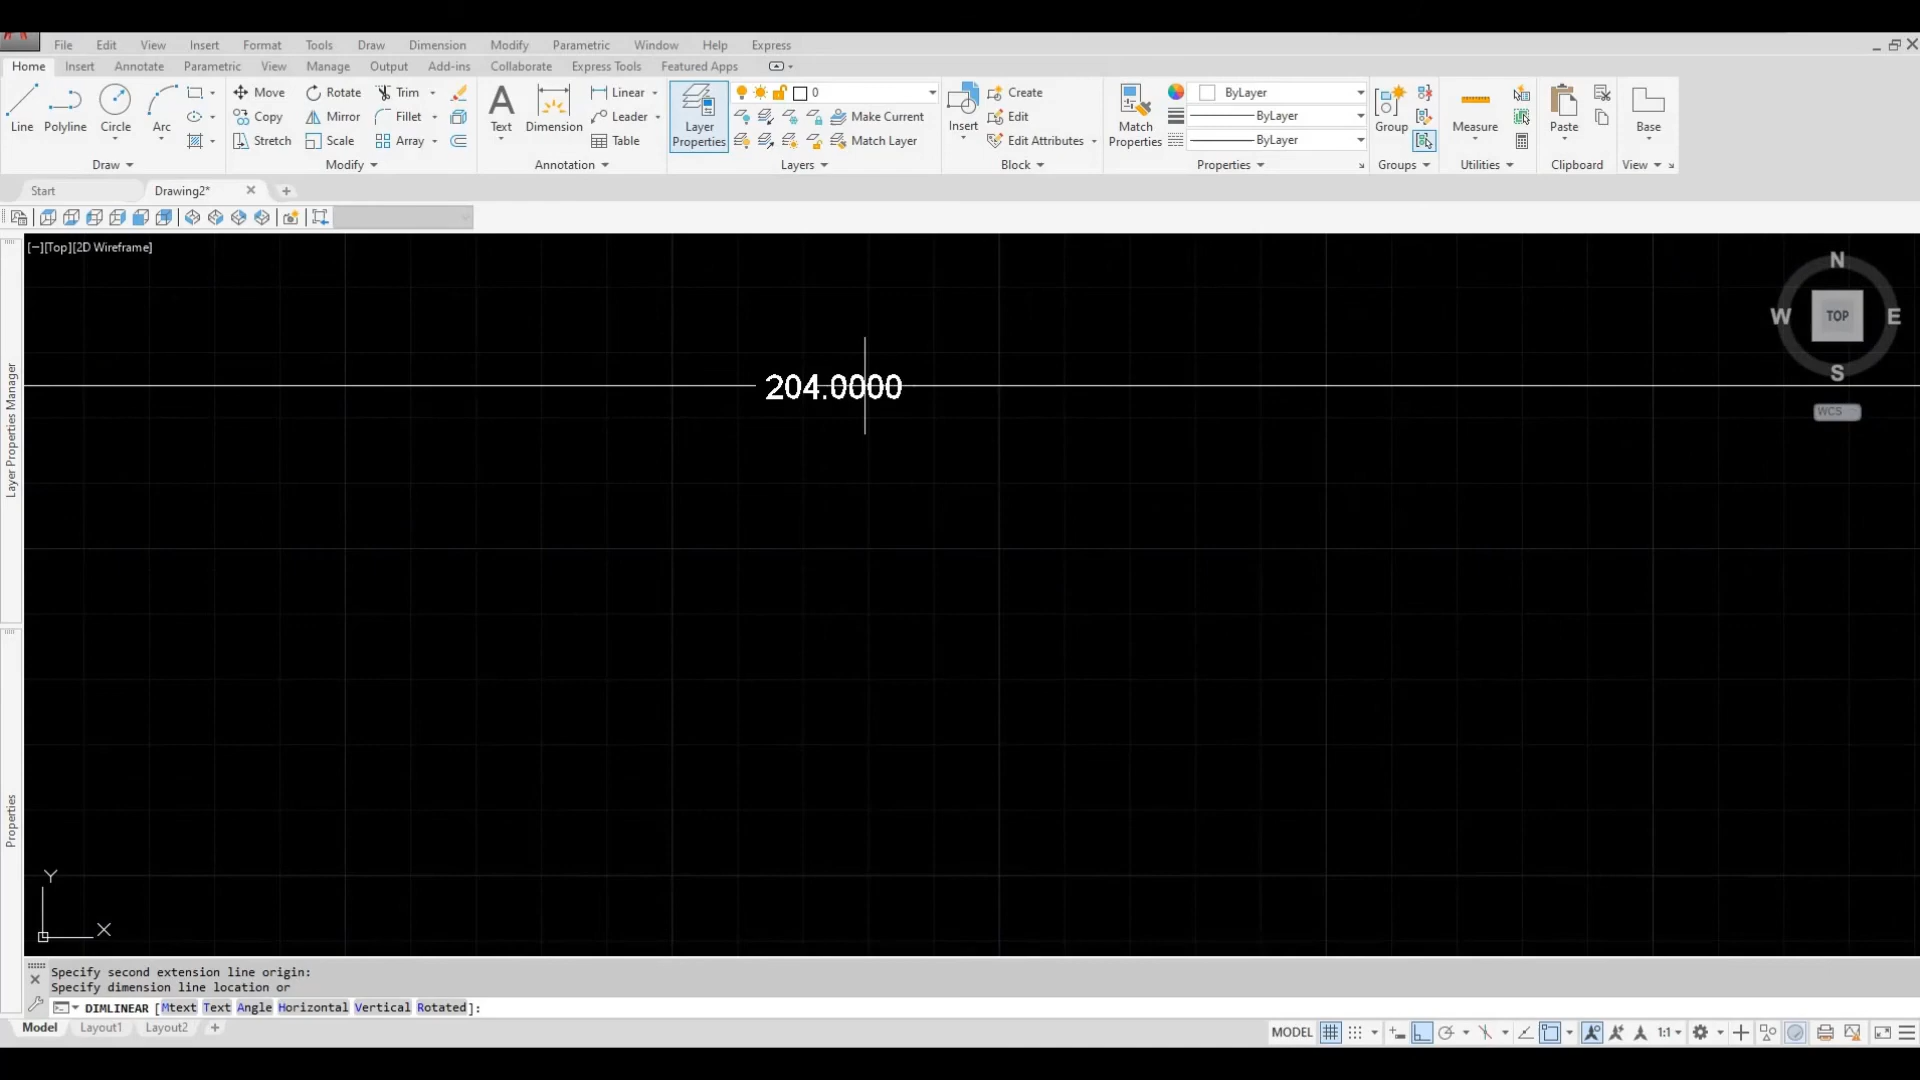 File Edit View Insert Format Tools Draw Dimension Modify Parametric Window Help Express
Home Insert Annotate Parametric View Manage Output Add-ins Collaborate Express Tools Featured Apps
Line Polyline Circle Arc
Move Rotate Trim
Copy Mirror Fillet
Stretch Scale Array
Text Dimension
Linear
Leader
Table
Layer Properties
0
Make Current
Match Layer
Insert
Create
Edit
Edit Attributes
Match Properties
ByLayer
ByLayer
ByLayer
Group
Measure
Paste
Base
Draw Modify Annotation Layers Block Properties Groups Utilities Clipboard View
Start Drawing2*
[−][Top][2D Wireframe]
N
W TOP E
S
WCS
204.0000
Layer Properties Manager
Properties
Y
X
Specify second extension line origin:
Specify dimension line location or
DIMLINEAR [Mtext Text Angle Horizontal Vertical Rotated]:
Model Layout1 Layout2 +
MODEL 1:1